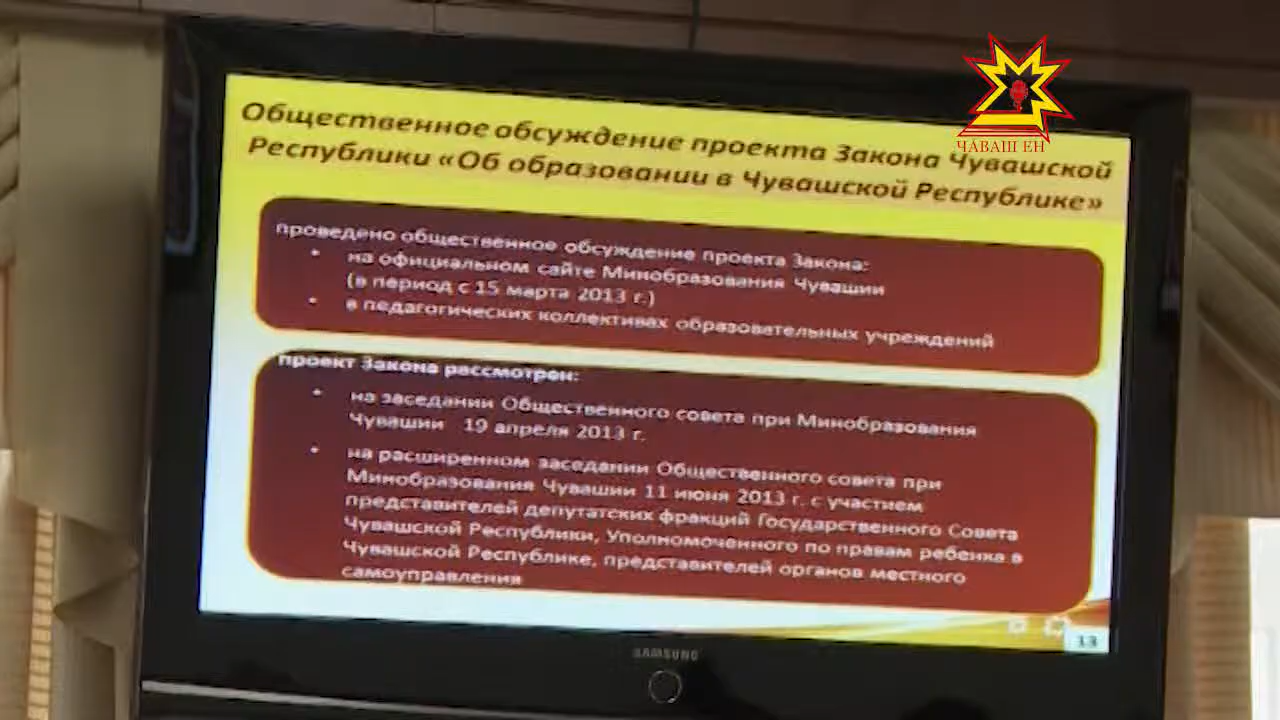 ЧӐВАШ ЕН
Общественное обсуждение проекта Закона Чувашской
Республики «Об образовании в Чувашской Республике»
проведено общественное обсуждение проекта Закона:
• на официальном сайте Минобразования Чувашии
(в период с 15 марта 2013 г.)
• в педагогических коллективах образовательных учреждений
проект Закона рассмотрен:
• на заседании Общественного совета при Минобразования
Чувашии 19 апреля 2013 г.
• на расширенном заседании Общественного совета при
Минобразования Чувашии 11 июня 2013 г. с участием
представителей депутатских фракций Государственного Совета
Чувашской Республики, Уполномоченного по правам ребенка в
Чувашской Республике, представителей органов местного
самоуправления
13
SAMSUNG